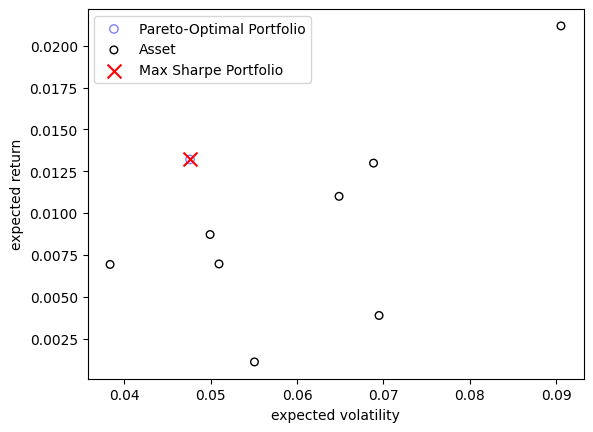 Pareto-Optimal Portfolio
Asset
Max Sharpe Portfolio
0.0200
0.0175
0.0150
0.0125
0.0100
0.0075
0.0050
0.0025
expected return
0.04 0.05 0.06 0.07 0.08 0.09
expected volatility